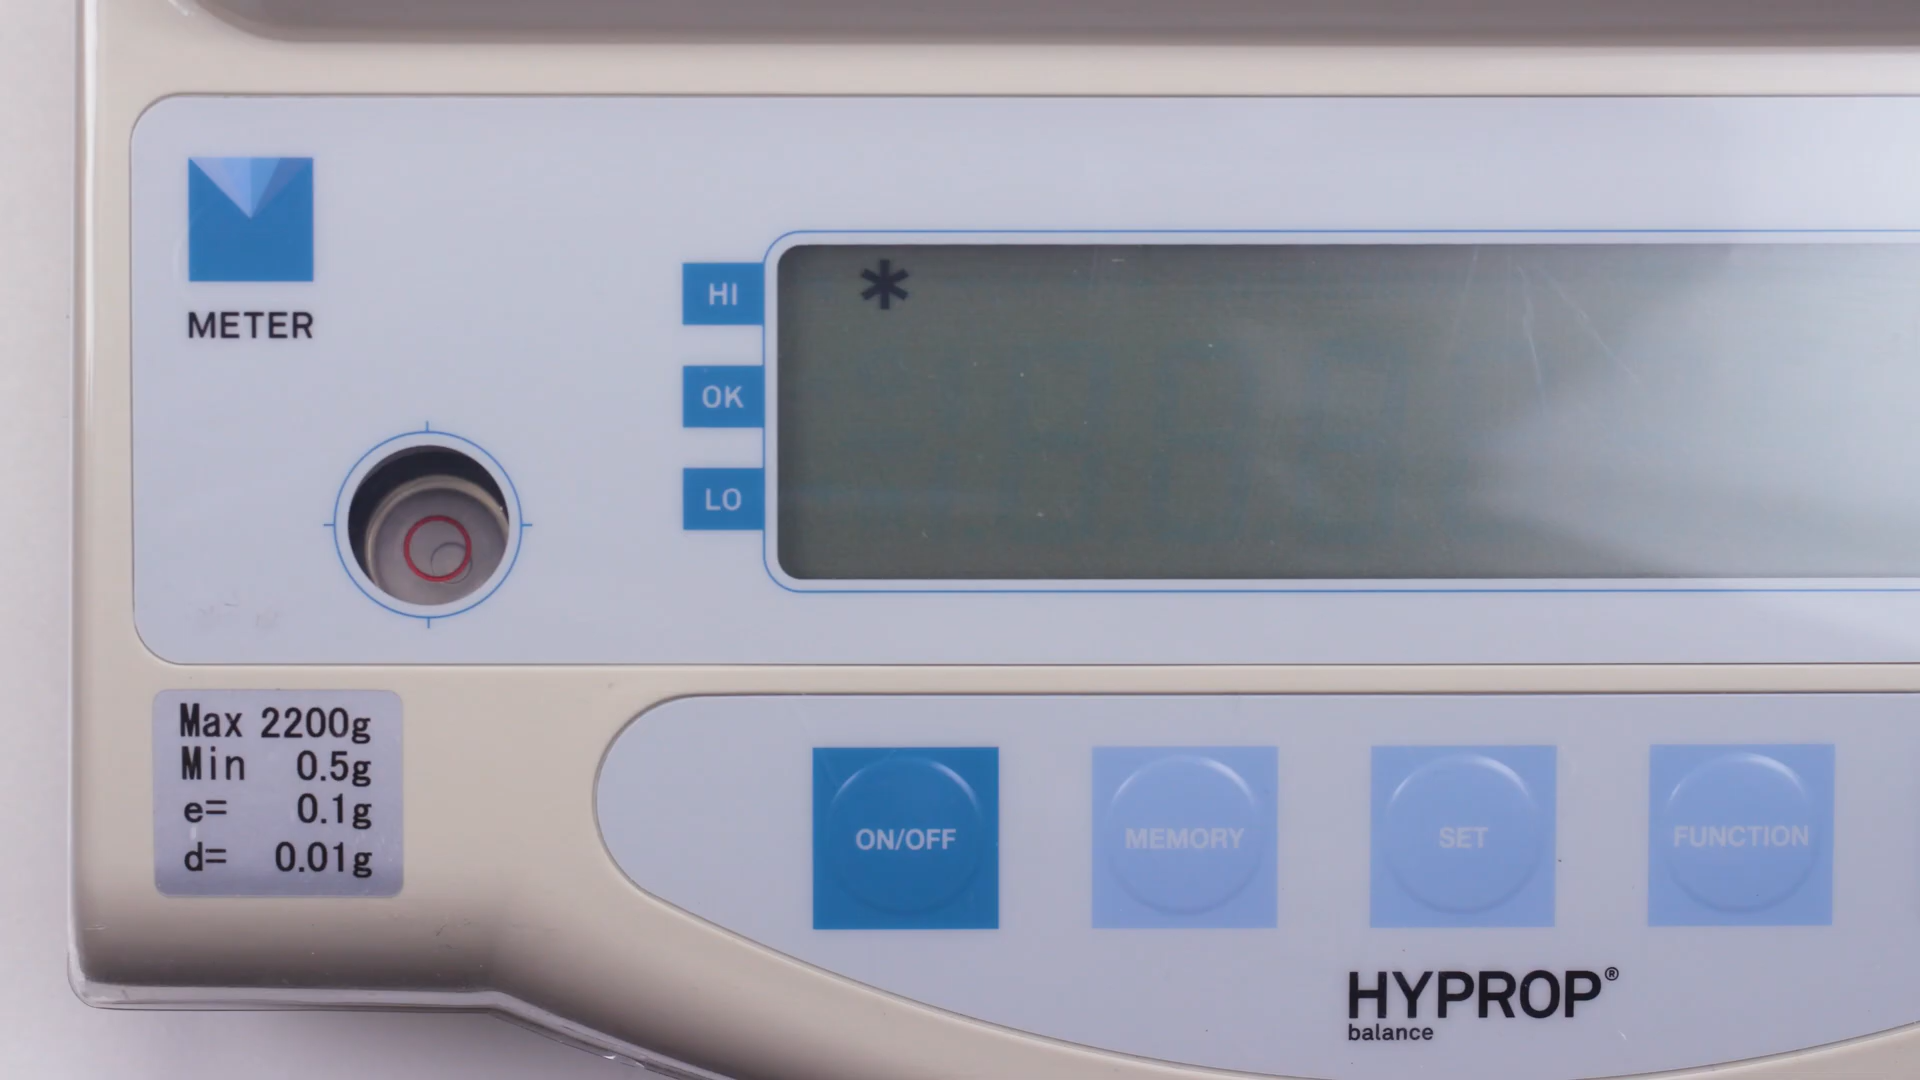 METER
HI
*
OK
LO
Max 2200g
Min 0.5g
e= 0.1g
d= 0.01g
ON/OFF
MEMORY
SET
FUNCTION
HYPROP®
balance